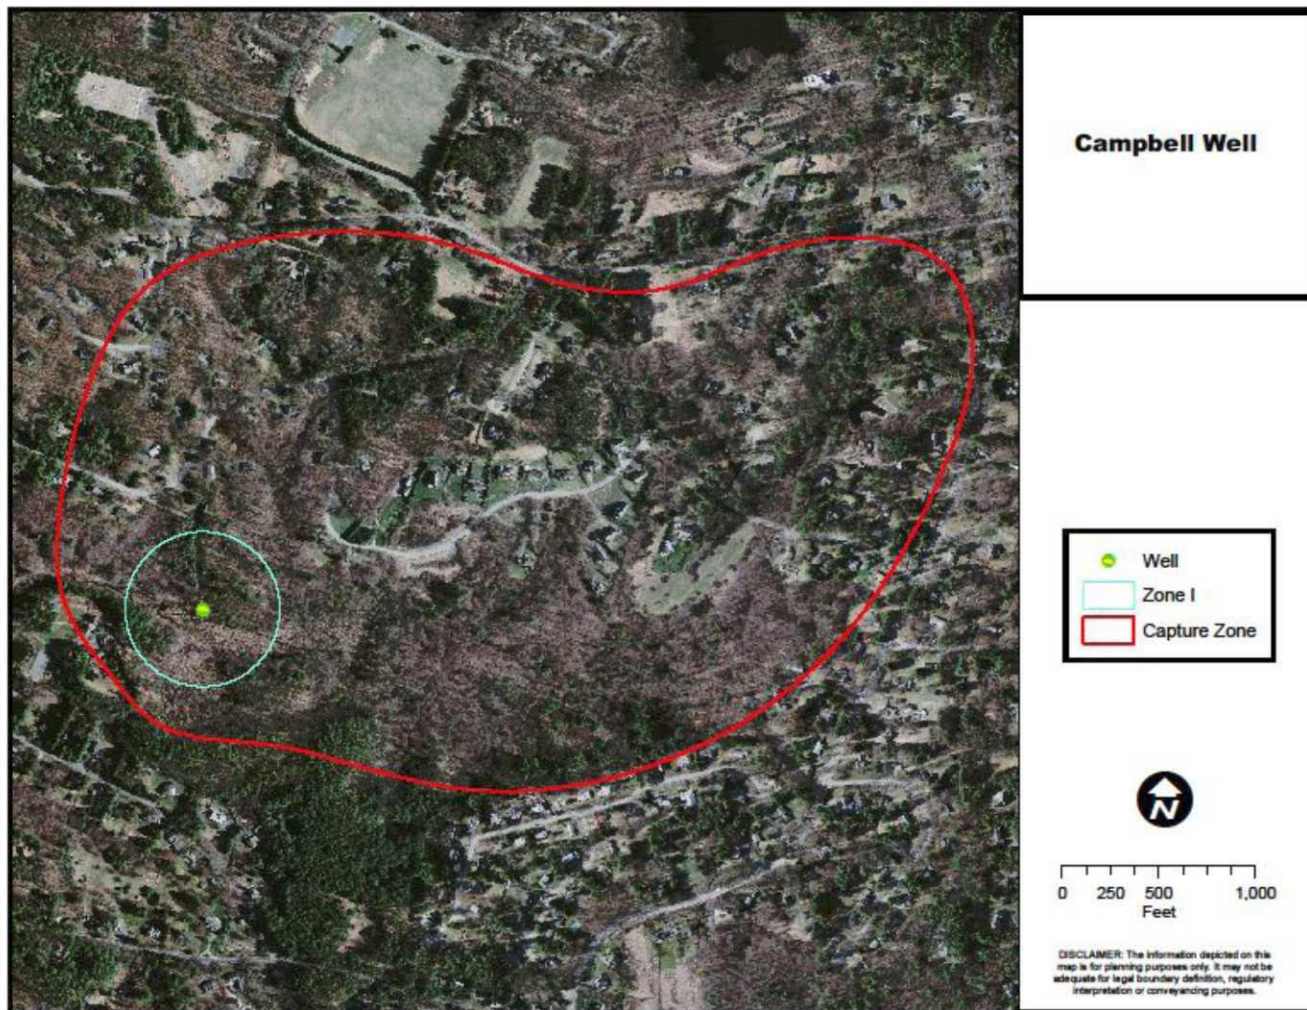 Campbell Well
Well
Zone I
Capture Zone
N
0 250 500 1,000
Feet
DISCLAIMER: The information depicted on this
map is for planning purposes only. It may not be
adequate for legal boundary definition, regulatory
interpretation or conveyancing purposes.